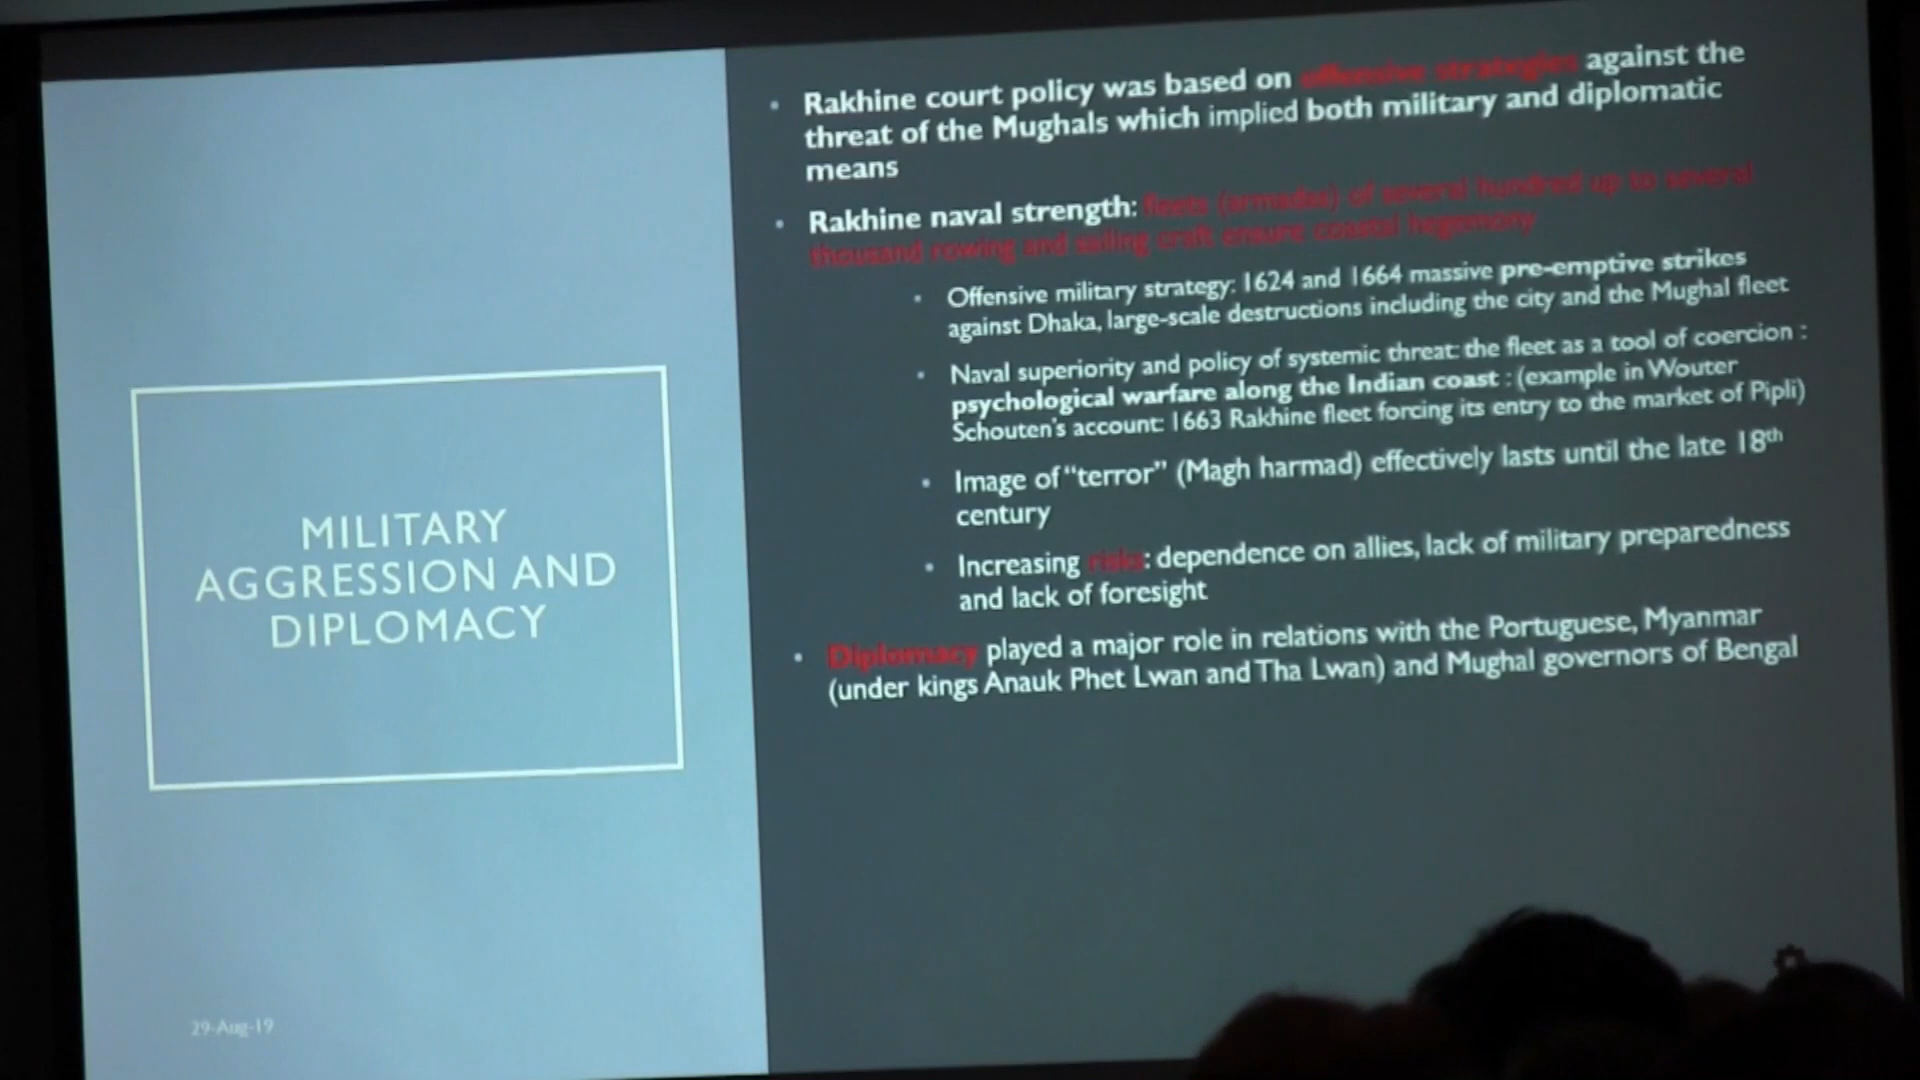 MILITARY
AGGRESSION AND
DIPLOMACY
29-Aug-19
• Rakhine court policy was based on offensive strategies against the
threat of the Mughals which implied both military and diplomatic
means
• Rakhine naval strength: fleets (armadas) of several hundred up to several
thousand rowing and sailing craft ensure coastal hegemony
• Offensive military strategy: 1624 and 1664 massive pre-emptive strikes
against Dhaka, large-scale destructions including the city and the Mughal fleet
• Naval superiority and policy of systemic threat: the fleet as a tool of coercion :
psychological warfare along the Indian coast : (example in Wouter
Schouten's account: 1663 Rakhine fleet forcing its entry to the market of Pipli)
• Image of “terror” (Magh harmad) effectively lasts until the late 18th
century
• Increasing risks: dependence on allies, lack of military preparedness
and lack of foresight
• Diplomacy played a major role in relations with the Portuguese, Myanmar
(under kings Anauk Phet Lwan and Tha Lwan) and Mughal governors of Bengal